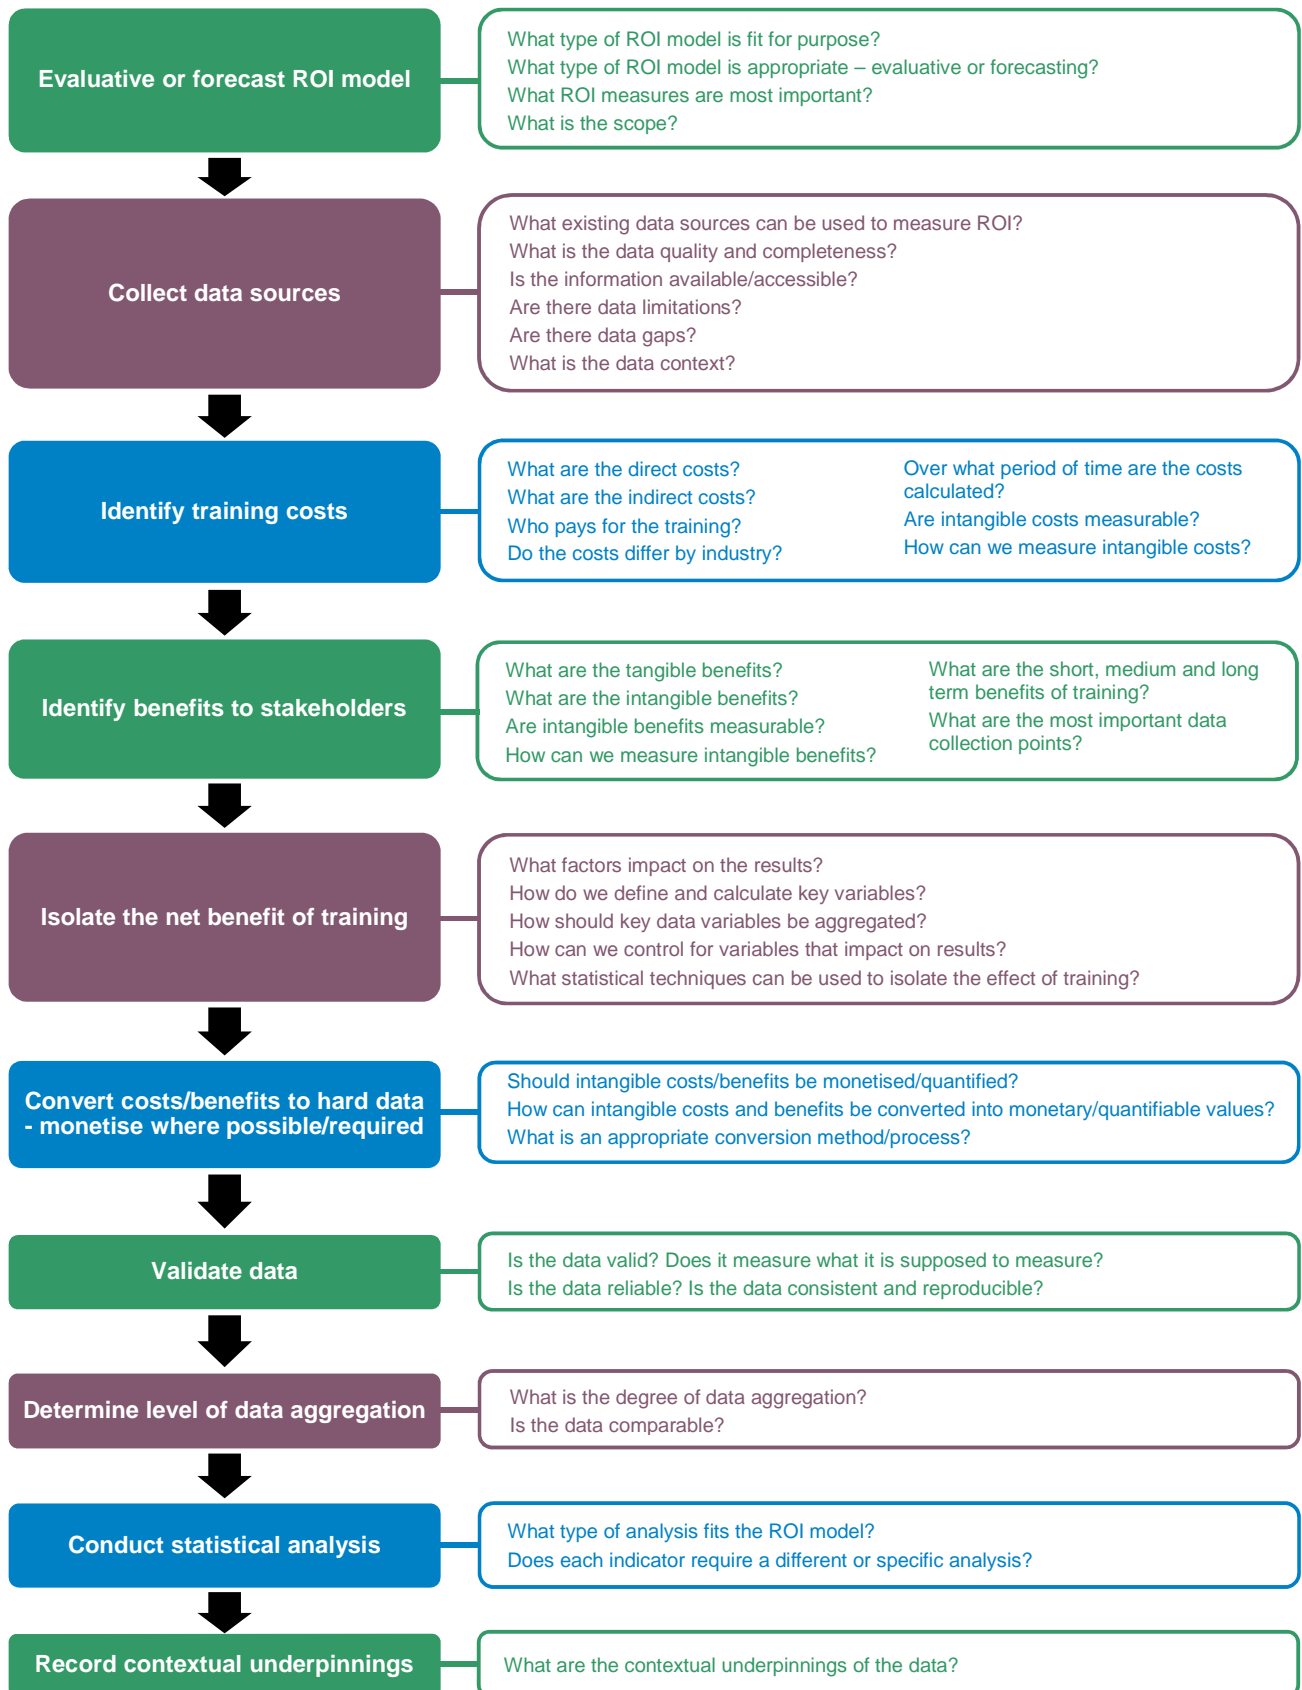 Evaluative or forecast ROI model
What type of ROI model is fit for purpose?
What type of ROI model is appropriate – evaluative or forecasting?
What ROI measures are most important?
What is the scope?
Collect data sources
What existing data sources can be used to measure ROI?
What is the data quality and completeness?
Is the information available/accessible?
Are there data limitations?
Are there data gaps?
What is the data context?
Identify training costs
What are the direct costs?
What are the indirect costs?
Who pays for the training?
Do the costs differ by industry?
Over what period of time are the costs
calculated?
Are intangible costs measurable?
How can we measure intangible costs?
Identify benefits to stakeholders
What are the tangible benefits?
What are the intangible benefits?
Are intangible benefits measurable?
How can we measure intangible benefits?
What are the short, medium and long
term benefits of training?
What are the most important data
collection points?
Isolate the net benefit of training
What factors impact on the results?
How do we define and calculate key variables?
How should key data variables be aggregated?
How can we control for variables that impact on results?
What statistical techniques can be used to isolate the effect of training?
Convert costs/benefits to hard data
- monetise where possible/required
Should intangible costs/benefits be monetised/quantified?
How can intangible costs and benefits be converted into monetary/quantifiable values?
What is an appropriate conversion method/process?
Validate data
Is the data valid? Does it measure what it is supposed to measure?
Is the data reliable? Is the data consistent and reproducible?
Determine level of data aggregation
What is the degree of data aggregation?
Is the data comparable?
Conduct statistical analysis
What type of analysis fits the ROI model?
Does each indicator require a different or specific analysis?
Record contextual underpinnings
What are the contextual underpinnings of the data?